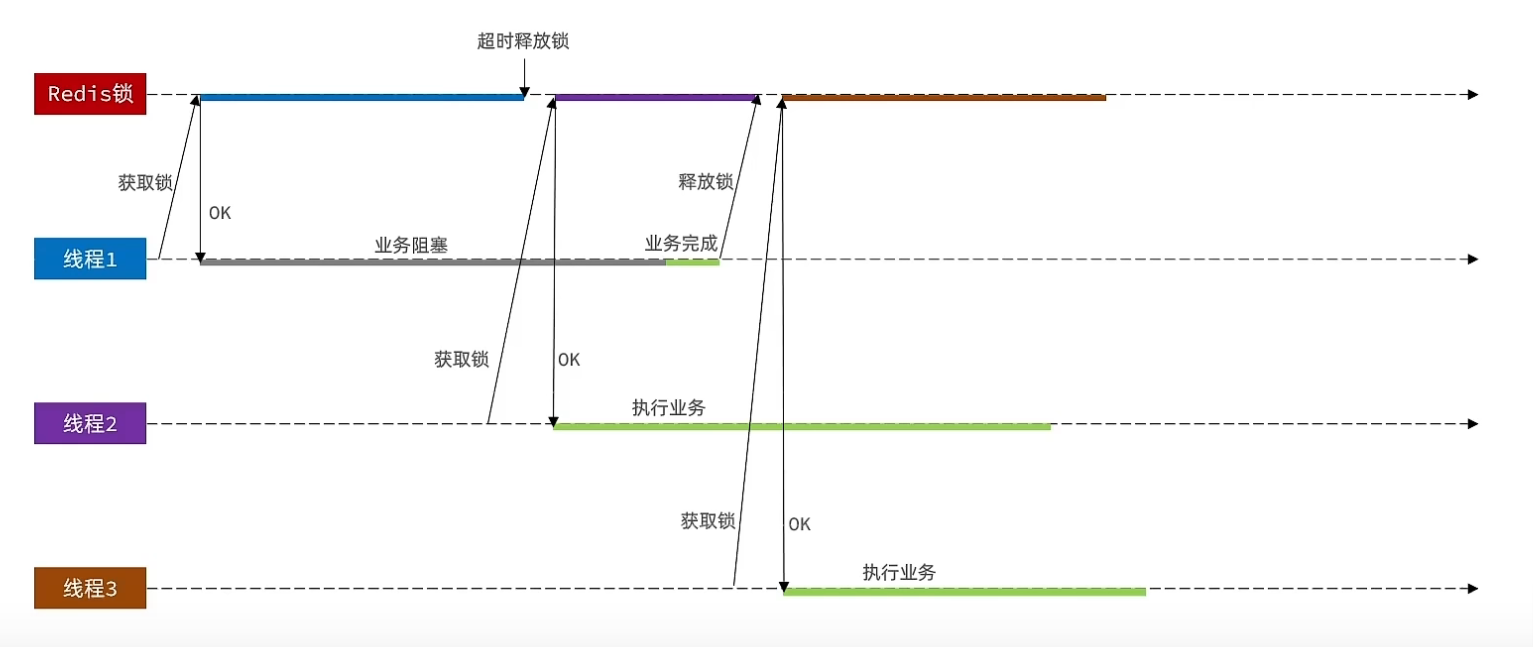 超时释放锁
Redis锁
获取锁
释放锁
OK
业务阻塞
业务完成
线程1
获取锁
OK
执行业务
线程2
获取锁
OK
执行业务
线程3